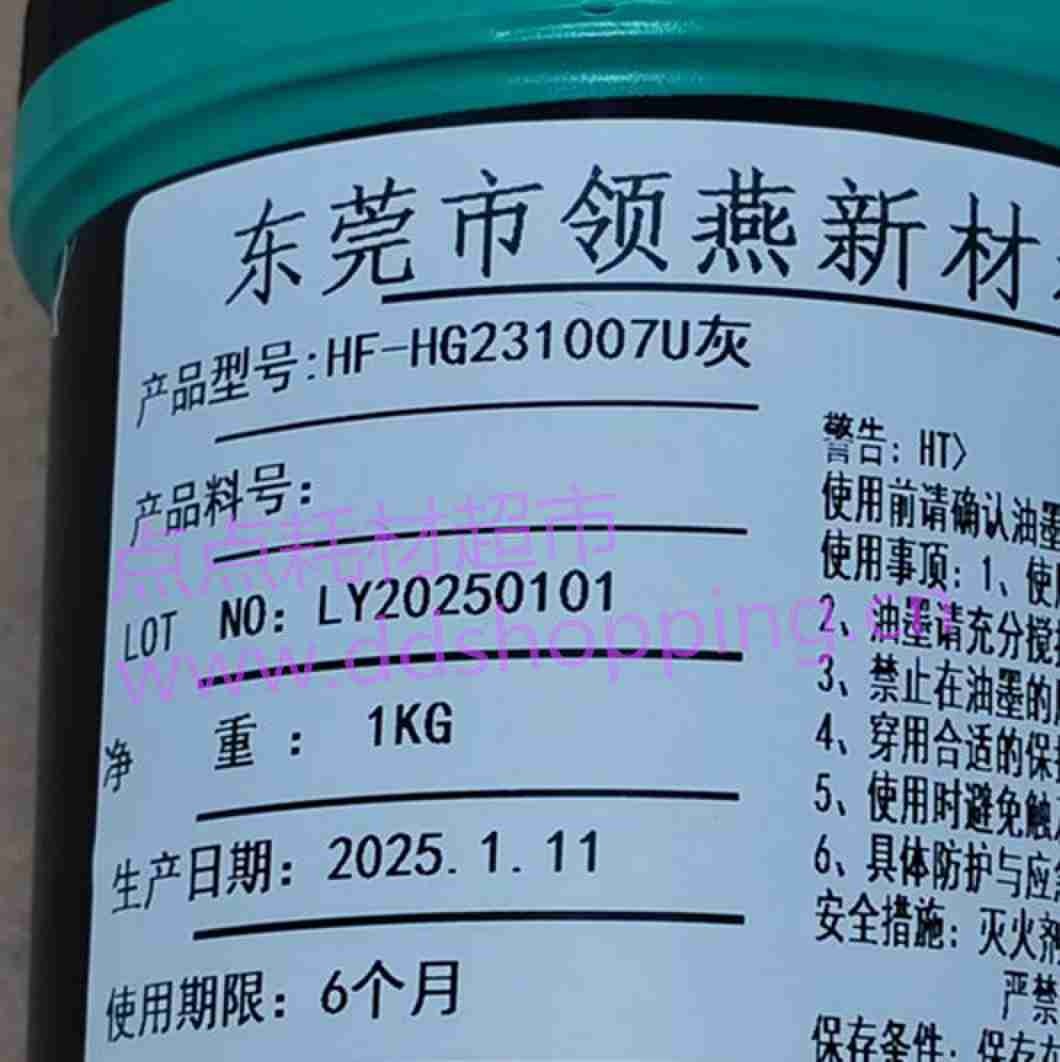 东莞市领燕新材
产品型号:HF-HG231007U灰
产品料号:
LOT NO: LY20250101
净 重: 1KG
生产日期: 2025.1.11
使用期限: 6个月
警告: HT〉
使用前请确认油墨
使用事项: 1、使
2、油墨请充分搅
3、禁止在油墨的
4、穿用合适的保
5、使用时避免触
6、具体防护与应
安全措施: 灭火剂
严禁
保存条件: 保存在
点点耗材超市
www.ddshopping.cn